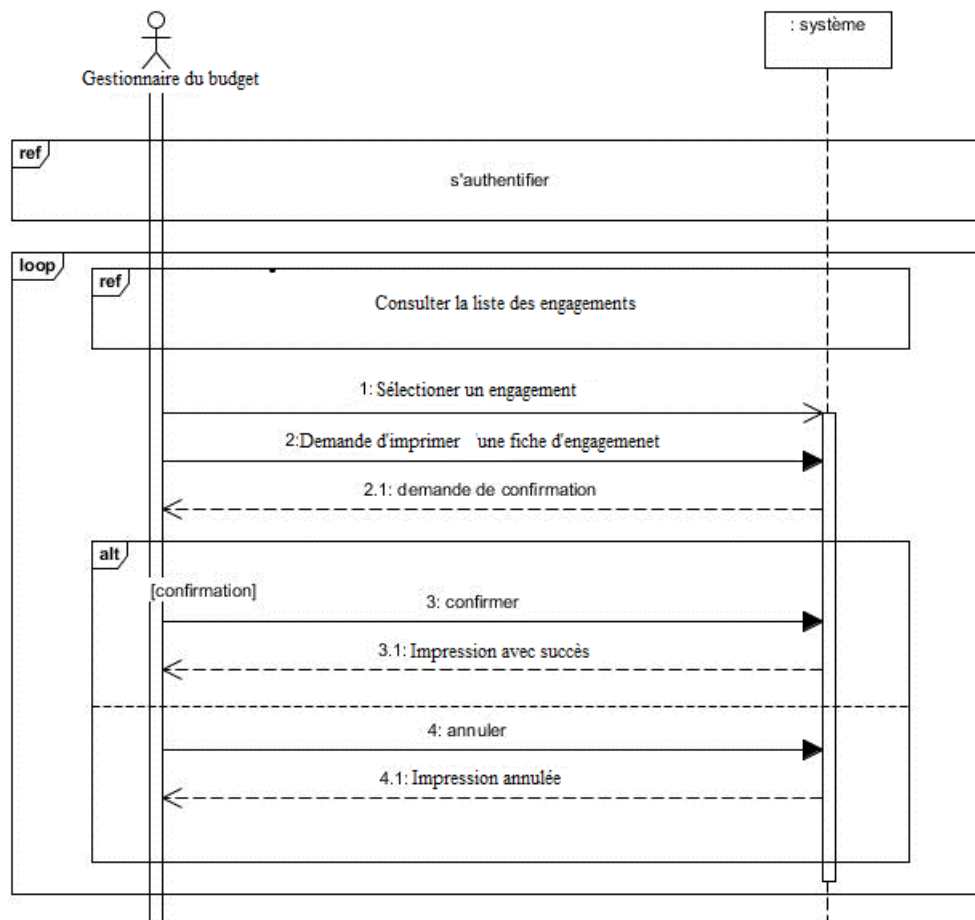 : système
Gestionnaire du budget
ref
s'authentifier
loop
ref
Consulter la liste des engagements
1: Sélectioner un engagement
2:Demande d'imprimer 'une fiche d'engagemenet
2.1: demande de confirmation
alt
[confirmation]
3: confirmer
3.1: Impression avec succès
4: annuler
4.1: Impression annulée